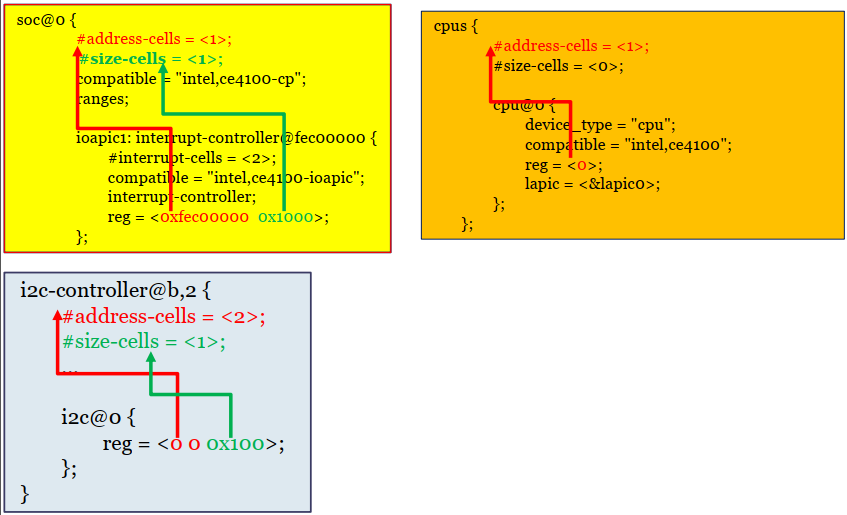 soc@0 {
#address-cells = <1>;
#size-cells = <1>;
compatible = "intel,ce4100-cp";
ranges;
ioapic1: interrupt-controller@fec00000 {
#interrupt-cells = <2>;
compatible = "intel,ce4100-ioapic";
interrupt-controller;
reg = <0xfec00000 0x1000>;
};
cpus {
#address-cells = <1>;
#size-cells = <0>;
cpu@0 {
device_type = "cpu";
compatible = "intel,ce4100";
reg = <0>;
lapic = <&lapic0>;
};
};
i2c-controller@b,2 {
#address-cells = <2>;
#size-cells = <1>;
...
i2c@0 {
reg = <0 0 0x100>;
};
}